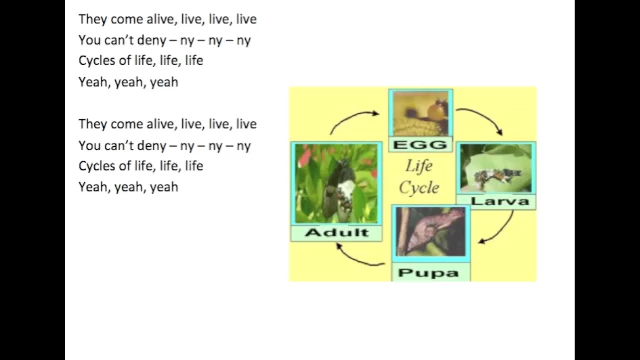 They come alive, live, live, live
You can't deny – ny – ny – ny
Cycles of life, life, life
Yeah, yeah, yeah
They come alive, live, live, live
You can't deny – ny – ny – ny
Cycles of life, life, life
Yeah, yeah, yeah
EGG
Life
Cycle
Larva
Adult
Pupa